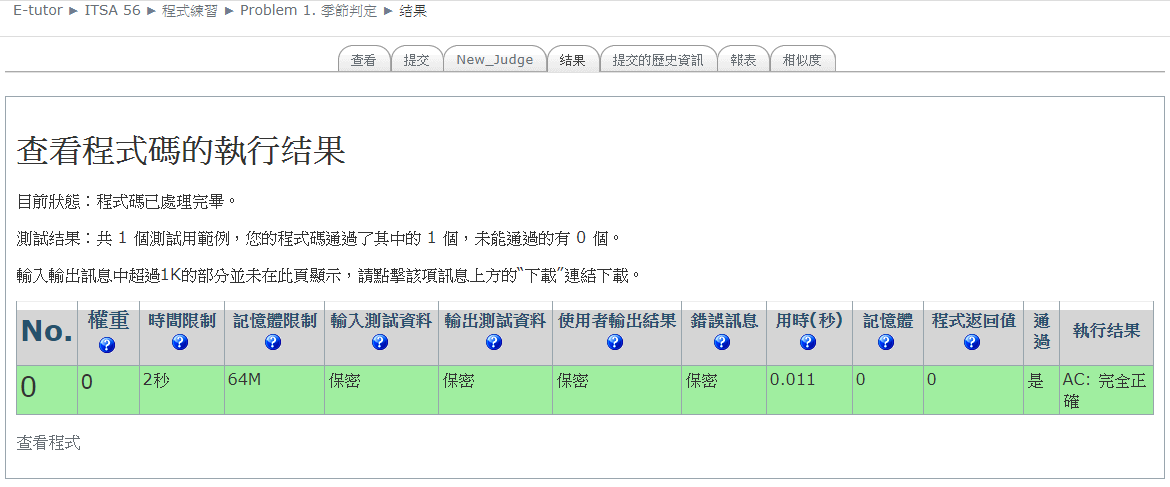 E-tutor ► ITSA 56 ► 程式練習 ► Problem 1. 季節判定 ► 结果
查看 提交 New_Judge 结果 提交的歷史資訊 報表 相似度
查看程式碼的執行结果
目前狀態：程式碼已處理完畢。
測試结果：共 1 個測試用範例，您的程式碼通過了其中的 1 個，未能通過的有 0 個。
輸入輸出訊息中超過1K的部分並未在此頁顯示，請點擊該項訊息上方的“下載”連结下載。
No. 權重 時間限制 記憶體限制 輸入測試資料 輸出測試資料 使用者輸出结果 錯誤訊息 用時(秒) 記憶體 程式返回值 通過 執行结果
0 0 2秒 64M 保密 保密 保密 保密 0.011 0 0 是 AC: 完全正確
查看程式